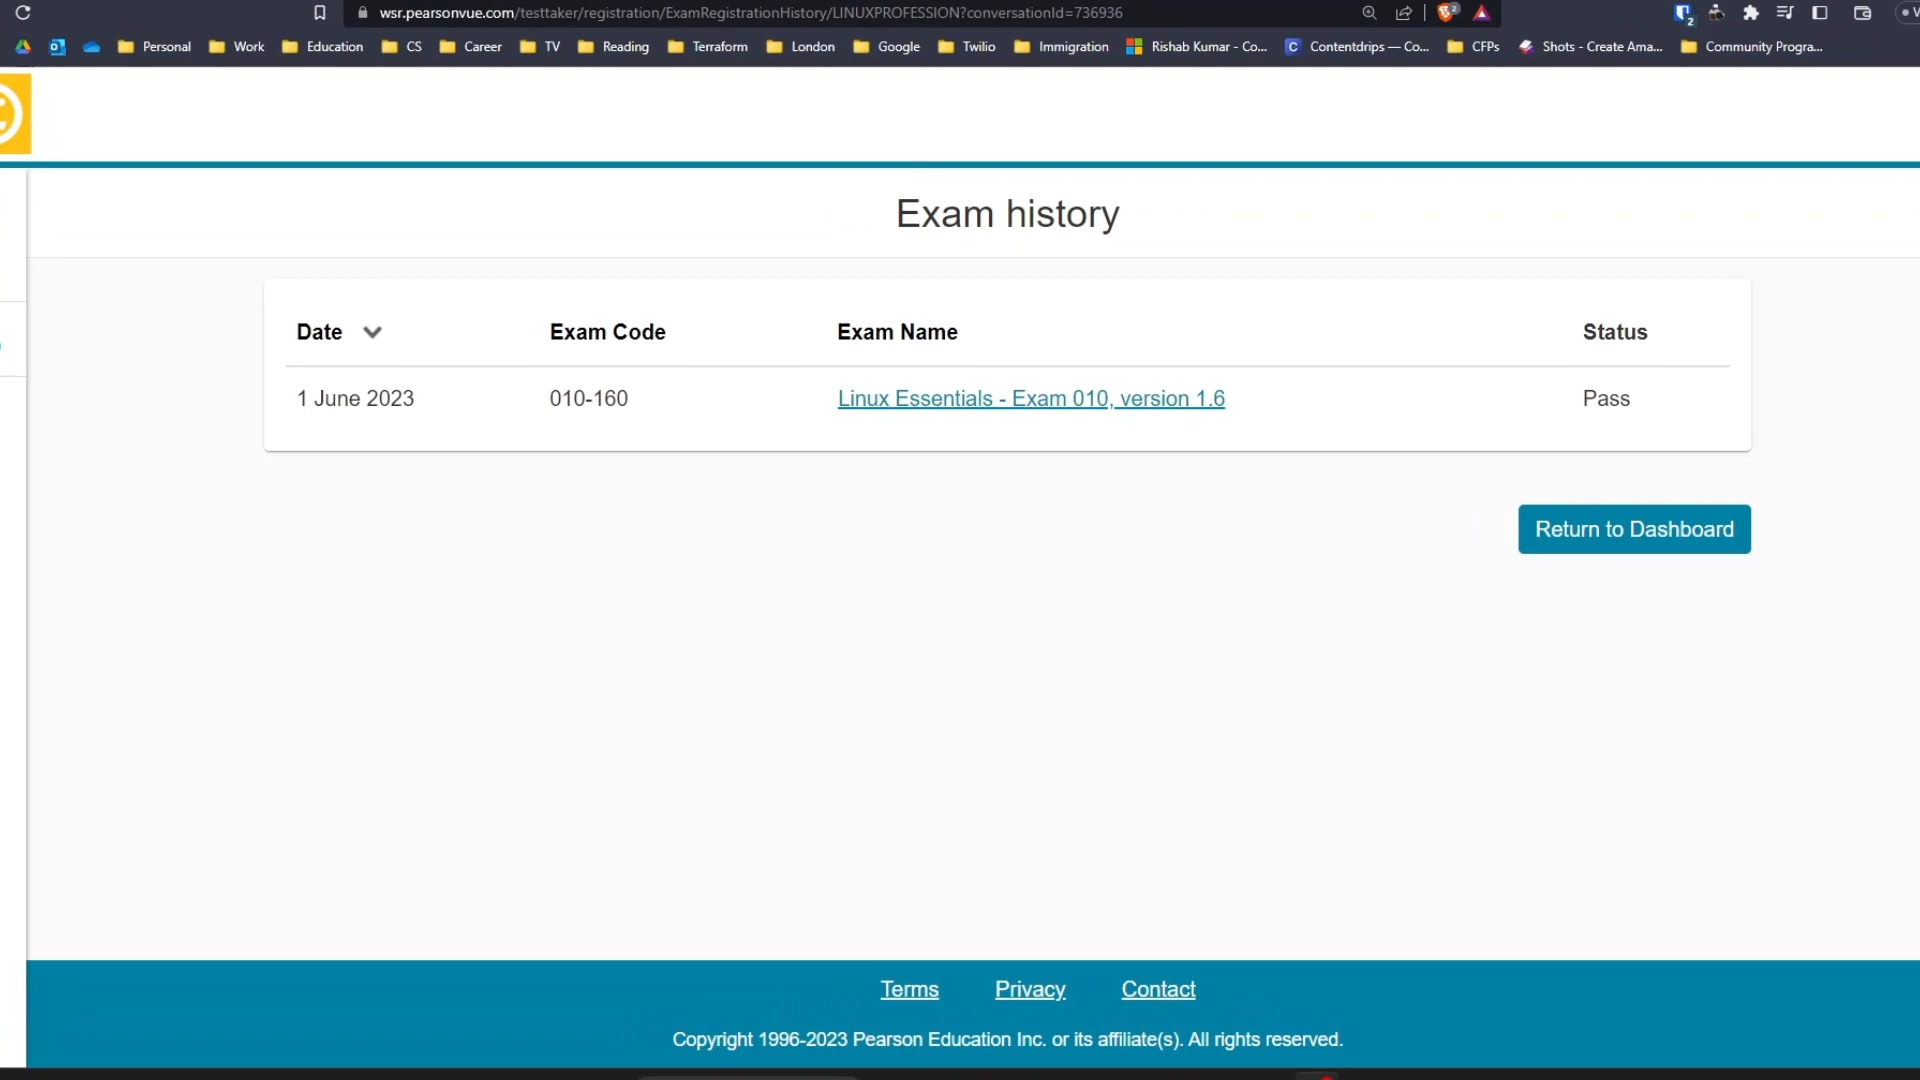 wsr.pearsonvue.com/testtaker/registration/ExamRegistrationHistory/LINUXPROFESSION?conversationId=736936
Personal Work Education CS Career TV Reading Terraform London Google Twilio Immigration Rishab Kumar - Co... Contentdrips — Co... CFPs Shots - Create Ama... Community Progra...
Exam history
Date Exam Code Exam Name Status
1 June 2023 010-160 Linux Essentials - Exam 010, version 1.6 Pass
Return to Dashboard
Terms Privacy Contact
Copyright 1996-2023 Pearson Education Inc. or its affiliate(s). All rights reserved.